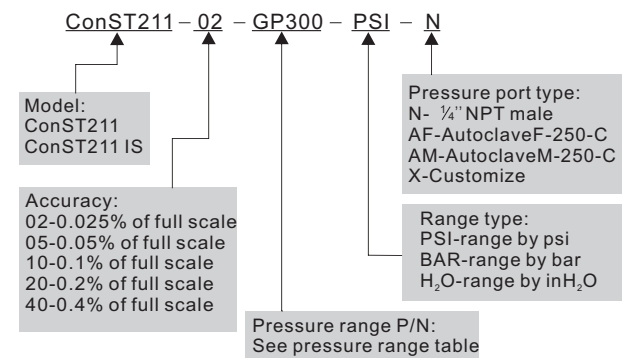 ConST211 – 02 – GP300 – PSI – N
Model:
ConST211
ConST211 IS
Accuracy:
02-0.025% of full scale
05-0.05% of full scale
10-0.1% of full scale
20-0.2% of full scale
40-0.4% of full scale
Pressure range P/N:
See pressure range table
Pressure port type:
N- ¼'' NPT male
AF-AutoclaveF-250-C
AM-AutoclaveM-250-C
X-Customize
Range type:
PSI-range by psi
BAR-range by bar
H₂O-range by inH₂O